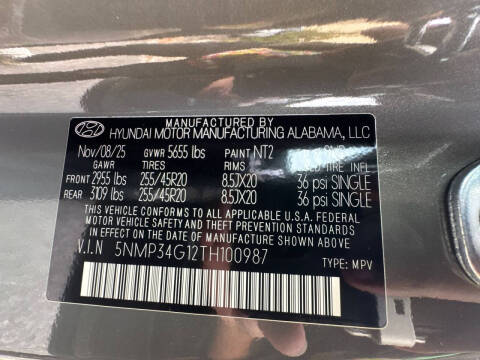 MANUFACTURED BY
HYUNDAI MOTOR MANUFACTURING ALABAMA, LLC
Nov/08/25 GVWR 5655 lbs PAINT NT2
GAWR TIRES TIRE INFL
FRONT 2955 lbs 255/45R20 8.5JX20 36 psi SINGLE
REAR 3109 lbs 255/45R20 8.5JX20 36 psi SINGLE
THIS VEHICLE CONFORMS TO ALL APPLICABLE U.S.A. FEDERAL
MOTOR VEHICLE SAFETY AND THEFT PREVENTION STANDARDS
IN EFFECT ON THE DATE OF MANUFACTURE SHOWN ABOVE.
V.I.N 5NMP34G12TH100987
TYPE: MPV